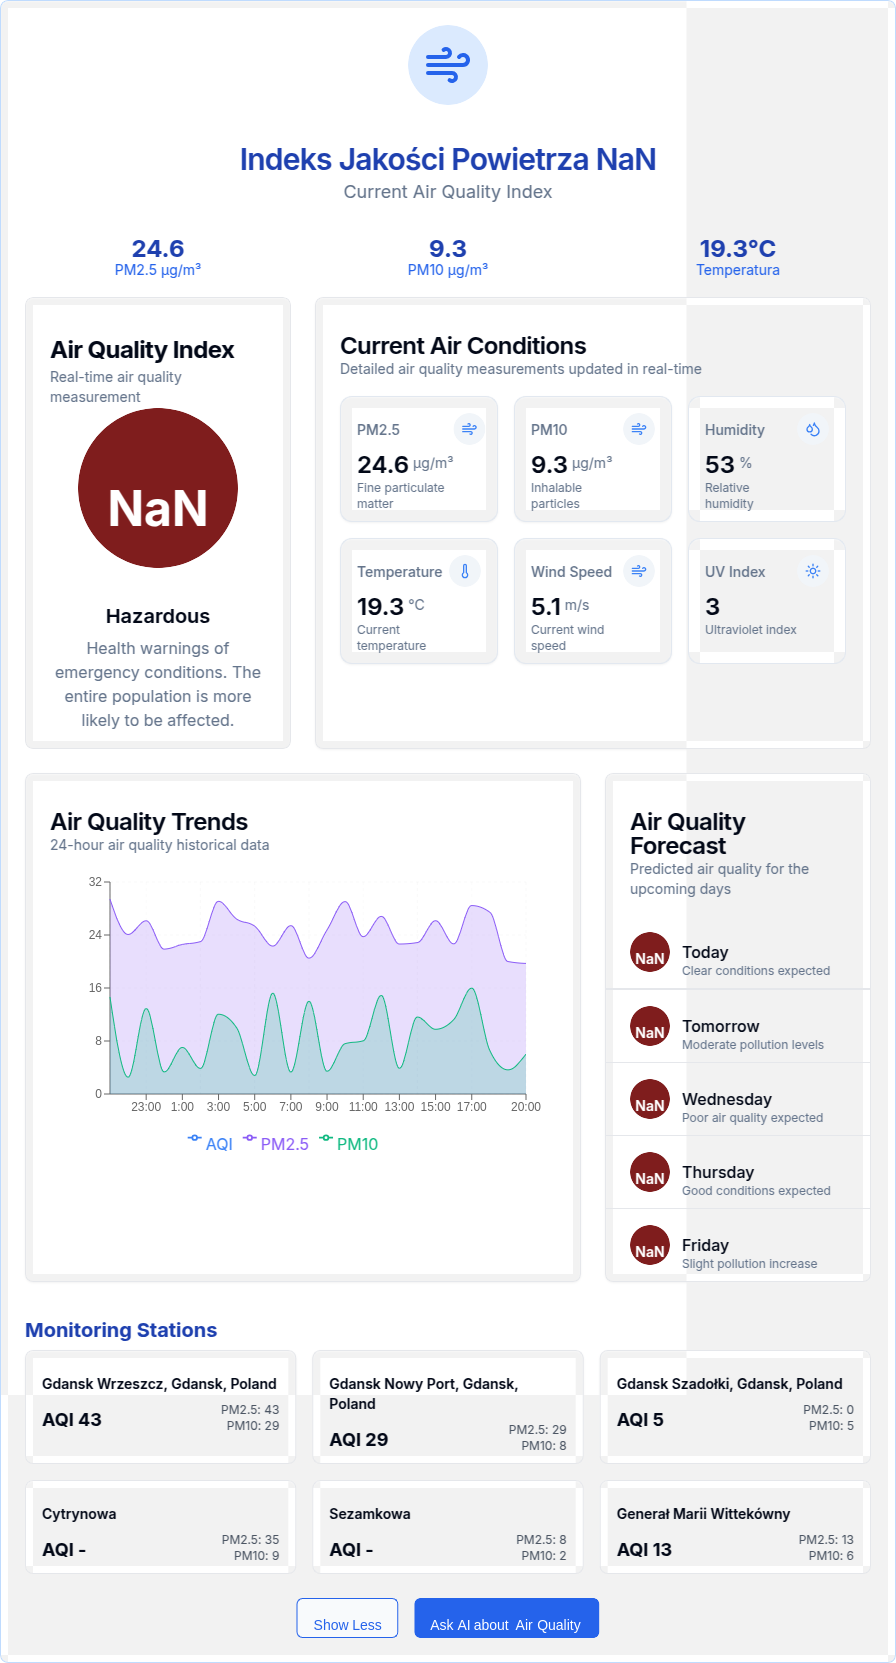 Indeks Jakości Powietrza NaN
Current Air Quality Index
24.6
PM2.5 µg/m³
9.3
PM10 µg/m³
19.3°C
Temperatura
Air Quality Index
Real-time air quality
measurement
NaN
Hazardous
Health warnings of
emergency conditions. The
entire population is more
likely to be affected.
Current Air Conditions
Detailed air quality measurements updated in real-time
PM2.5
24.6 µg/m³
Fine particulate
matter
PM10
9.3 µg/m³
Inhalable
particles
Humidity
53 %
Relative
humidity
Temperature
19.3 °C
Current
temperature
Wind Speed
5.1 m/s
Current wind
speed
UV Index
3
Ultraviolet index
Air Quality Trends
24-hour air quality historical data
32
24
16
8
0
23:00 1:00 3:00 5:00 7:00 9:00 11:00 13:00 15:00 17:00 20:00
AQI PM2.5 PM10
Air Quality
Forecast
Predicted air quality for the
upcoming days
NaN
Today
Clear conditions expected
NaN
Tomorrow
Moderate pollution levels
NaN
Wednesday
Poor air quality expected
NaN
Thursday
Good conditions expected
NaN
Friday
Slight pollution increase
Monitoring Stations
Gdansk Wrzeszcz, Gdansk, Poland
AQI 43
PM2.5: 43
PM10: 29
Gdansk Nowy Port, Gdansk,
Poland
AQI 29
PM2.5: 29
PM10: 8
Gdansk Szadołki, Gdansk, Poland
AQI 5
PM2.5: 0
PM10: 5
Cytrynowa
AQI -
PM2.5: 35
PM10: 9
Sezamkowa
AQI -
PM2.5: 8
PM10: 2
Generał Marii Wittekówny
AQI 13
PM2.5: 13
PM10: 6
Show Less
Ask AI about Air Quality